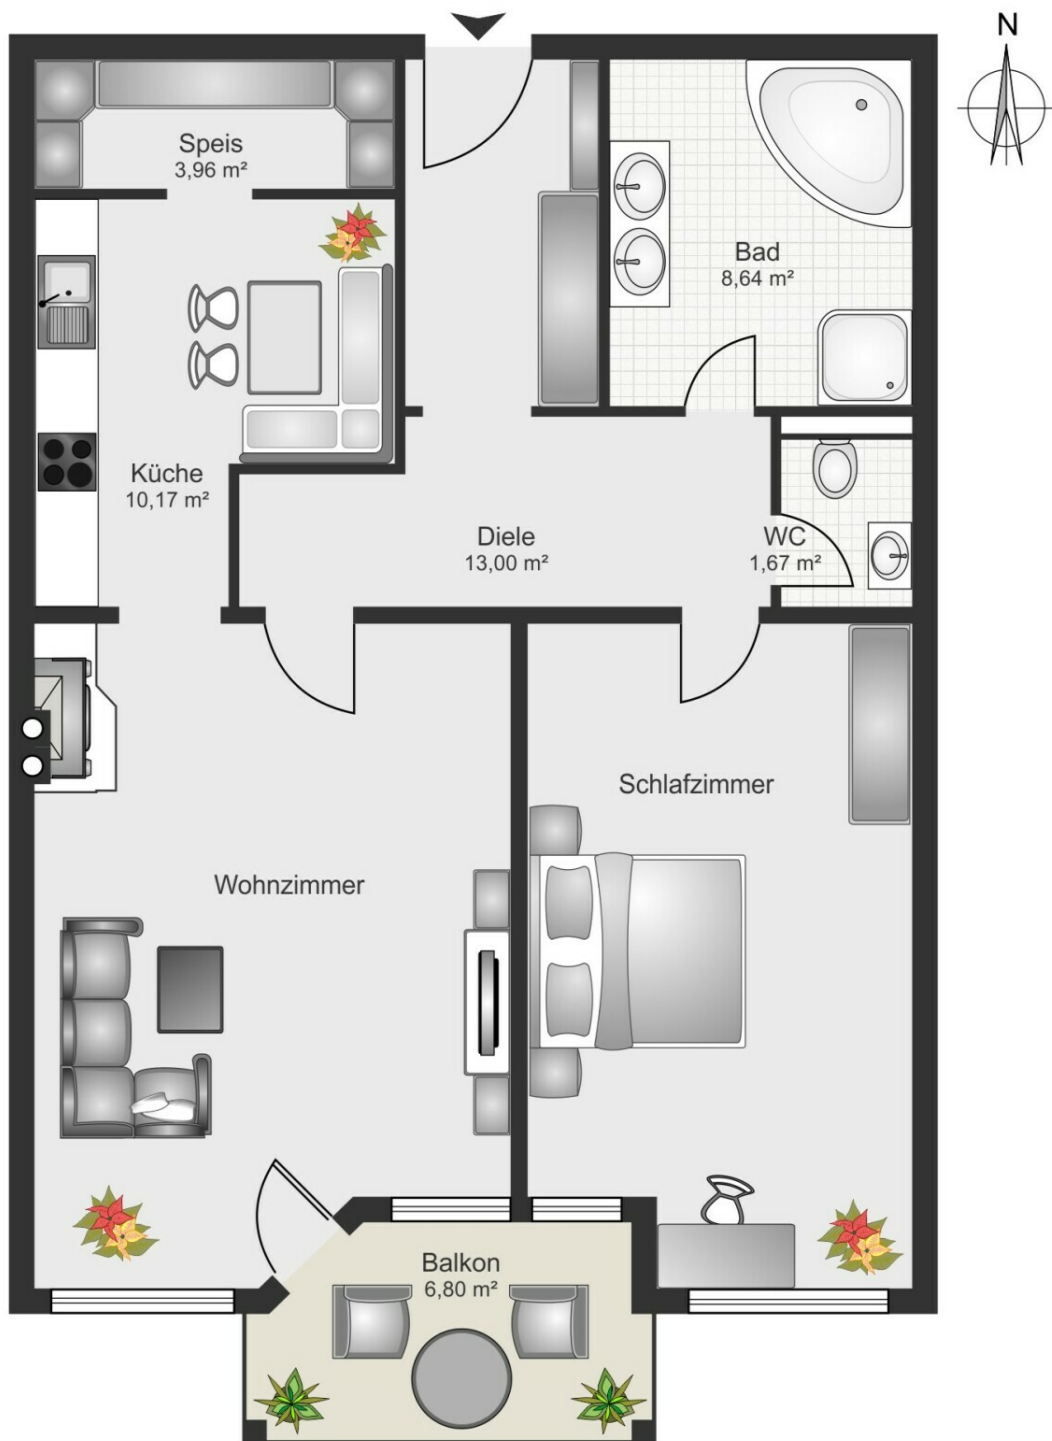 N
Speis
3,96 m²
Bad
8,64 m²
Küche
10,17 m²
Diele
13,00 m²
WC
1,67 m²
Schlafzimmer
Wohnzimmer
Balkon
6,80 m²